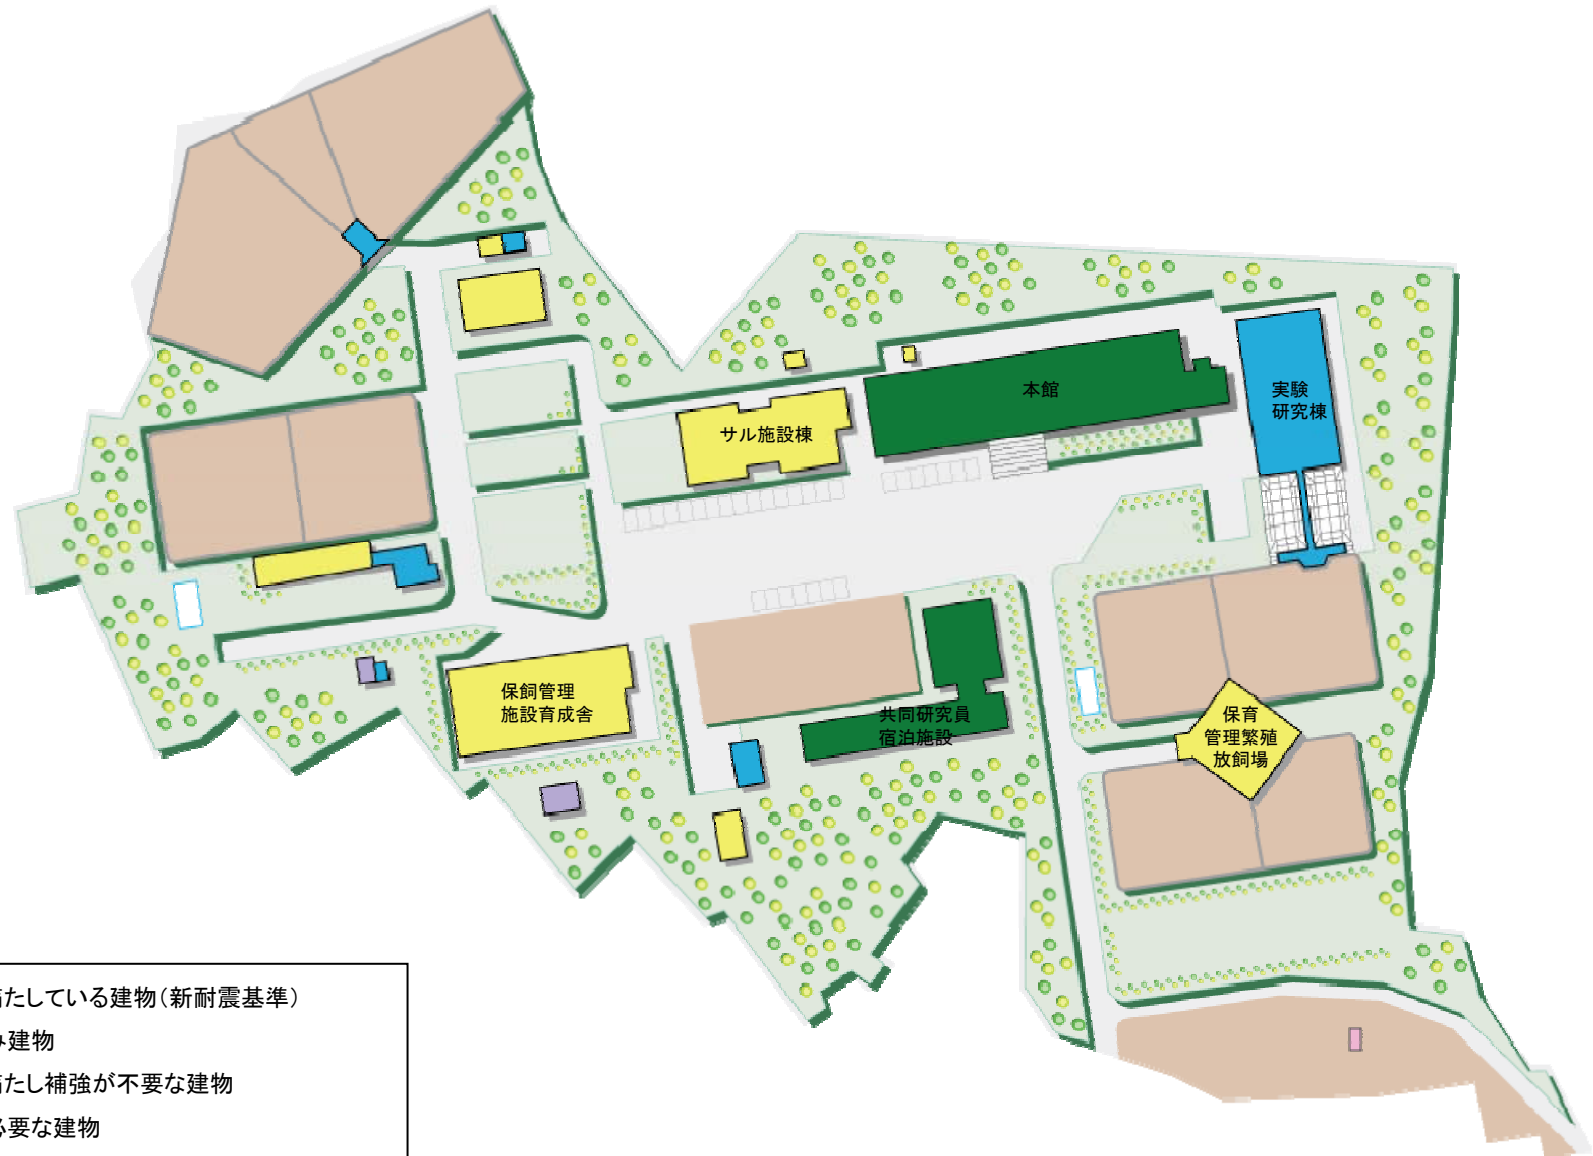 本館
実験
研究棟
サル施設棟
保飼管理
施設育成舎
共同研究員
宿泊施設
保育
管理繁殖
放飼場
たしている建物（新耐震基準）
建物
たし補強が不要な建物
要な建物